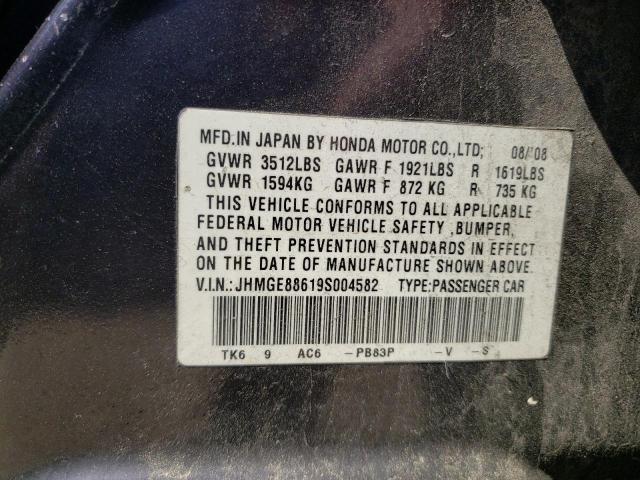 MFD.IN JAPAN BY HONDA MOTOR CO.,LTD; 08/'08
GVWR 3512LBS GAWR F 1921LBS R 1619LBS
GVWR 1594KG GAWR F 872 KG R 735 KG
THIS VEHICLE CONFORMS TO ALL APPLICABLE
FEDERAL MOTOR VEHICLE SAFETY ,BUMPER,
AND THEFT PREVENTION STANDARDS IN EFFECT
ON THE DATE OF MANUFACTURE SHOWN ABOVE.
V.I.N.:JHMGE88619S004582 TYPE:PASSENGER CAR
TK6 9 AC6 -PB83P -V -S